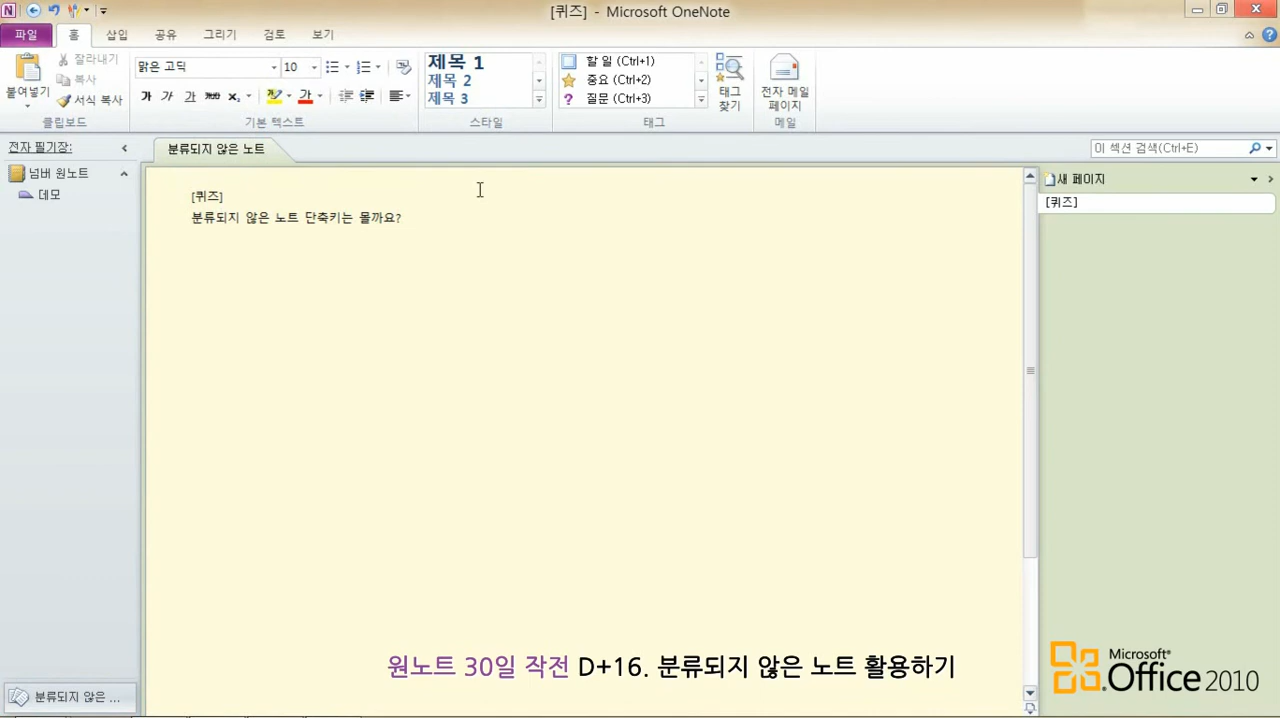 [퀴즈] - Microsoft OneNote
파일 홈 삽입 공유 그리기 검토 보기
붙여넣기
잘라내기
복사
서식 복사
클립보드
맑은 고딕 10
가 가 가 가
기본 텍스트
제목 1
제목 2
제목 3
스타일
할 일 (Ctrl+1)
중요 (Ctrl+2)
질문 (Ctrl+3)
태그
태그
찾기
전자 메일
페이지
메일
전자 필기장:
넘버 원노트
데모
분류되지 않은 노트
이 섹션 검색(Ctrl+E)
새 페이지
[퀴즈]
[퀴즈]
분류되지 않은 노트 단축키는 몰까요?
원노트 30일 작전 D+16. 분류되지 않은 노트 활용하기
Microsoft®
Office 2010
분류되지 않은 ...